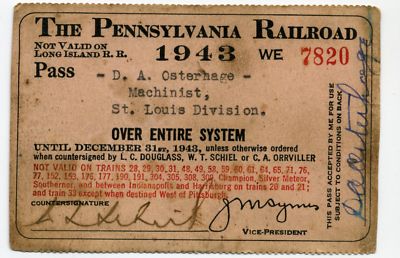 THE PENNSYLVANIA RAILROAD
NOT VALID ON
LONG ISLAND R. R.
1943
WE 7820
Pass - D. A. Osterhage -
Machinist,
St. Louis Division.
OVER ENTIRE SYSTEM
UNTIL DECEMBER 31ST, 1943, unless otherwise ordered
when countersigned by L. C. DOUGLASS, W. T. SCHIEL or C. A. ORRVILLER
NOT VALID ON TRAINS 28, 29, 30, 31, 48, 49, 58, 59, 60, 61, 64, 65, 71, 76,
77, 152, 153, 176, 177, 190, 191, 304, 305, 308, 309, Champion, Silver Meteor,
Southerner, and between Indianapolis and Harrisburg on trains 20 and 21;
and train 33 except when destined West of Pittsburgh.
COUNTERSIGNATURE
JMSymes
VICE-PRESIDENT
THIS PASS ACCEPTED BY ME FOR USE
SUBJECT TO CONDITIONS ON BACK
D A Osterhage